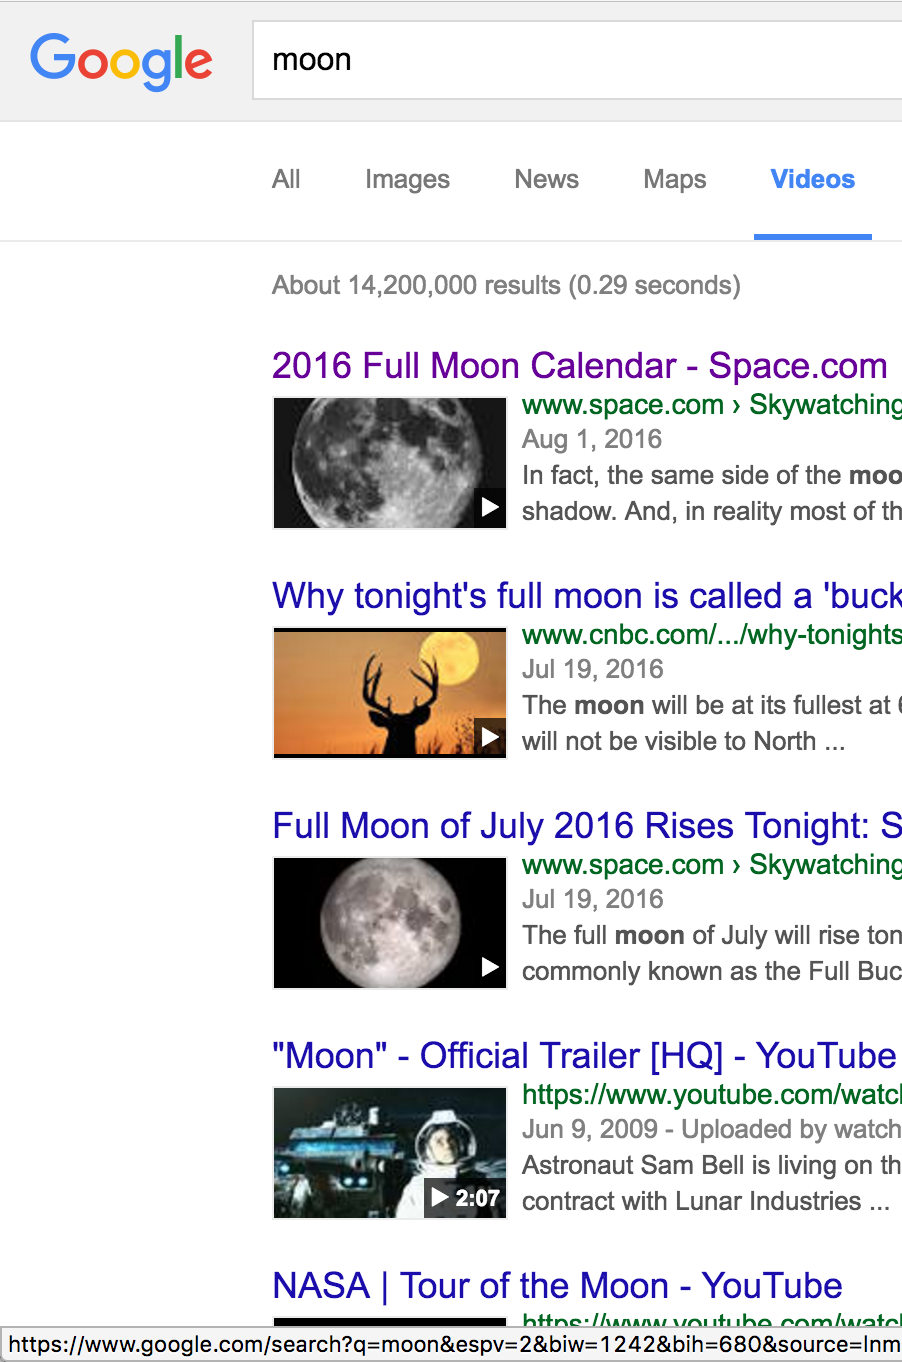 Google
moon
All Images News Maps Videos
About 14,200,000 results (0.29 seconds)
2016 Full Moon Calendar - Space.com
www.space.com › Skywatching
Aug 1, 2016
In fact, the same side of the moo
shadow. And, in reality most of th
Why tonight's full moon is called a 'buck
www.cnbc.com/.../why-tonights
Jul 19, 2016
The moon will be at its fullest at 6
will not be visible to North ...
Full Moon of July 2016 Rises Tonight: S
www.space.com › Skywatching
Jul 19, 2016
The full moon of July will rise ton
commonly known as the Full Buc
"Moon" - Official Trailer [HQ] - YouTube
https://www.youtube.com/watch
Jun 9, 2009 - Uploaded by watch
Astronaut Sam Bell is living on th
2:07
contract with Lunar Industries ...
NASA | Tour of the Moon - YouTube
https://www.youtube.com/watch
https://www.google.com/search?q=moon&espv=2&biw=1242&bih=680&source=lnm